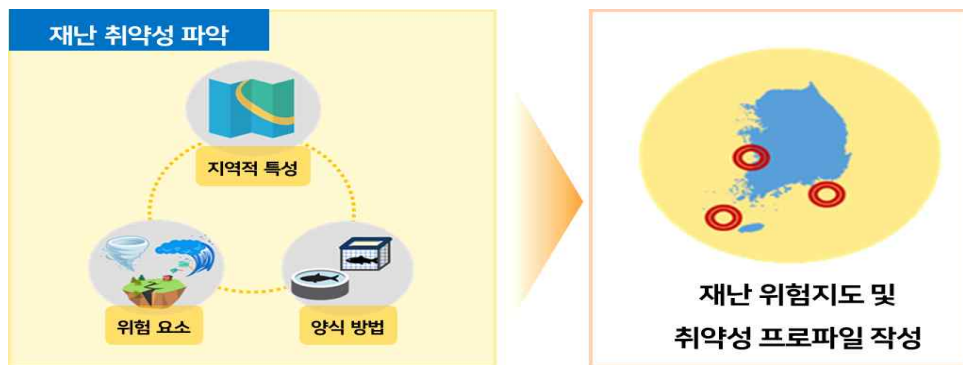 재난 취약성 파악
지역적 특성
위험 요소
양식 방법
재난 위험지도 및
취약성 프로파일 작성